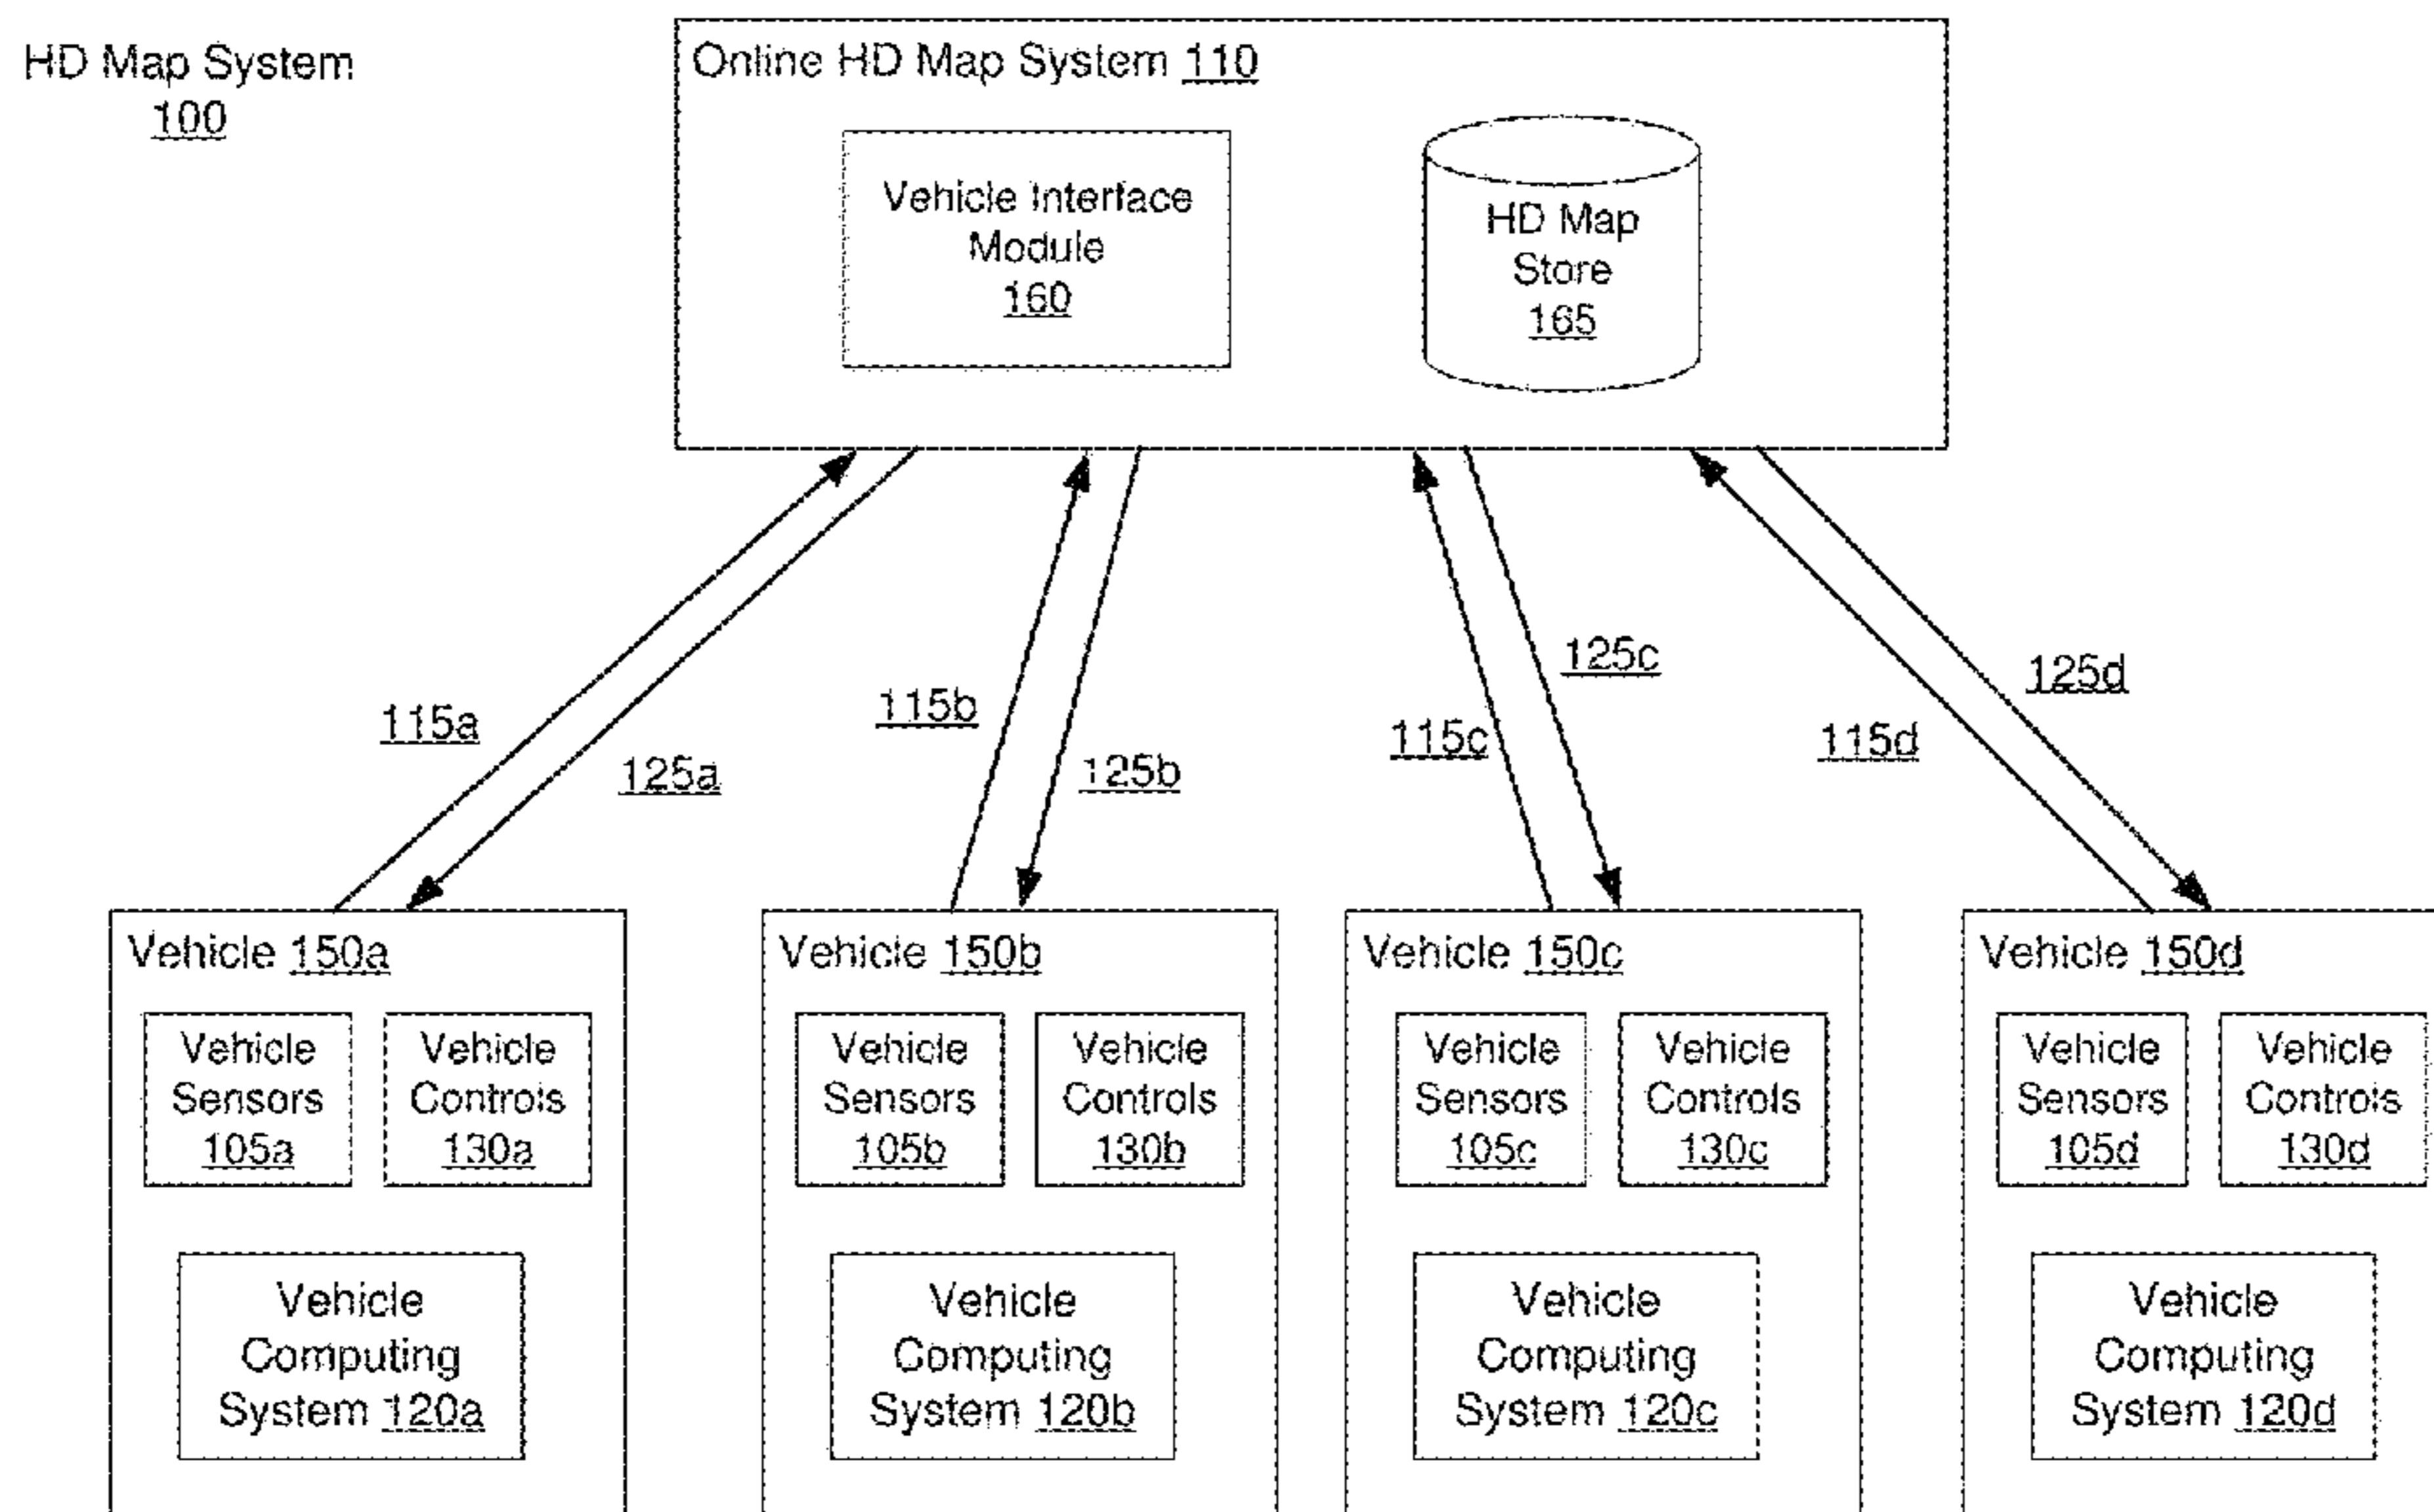 HD Map System
100
Online HD Map System 110
Vehicle Interface
Module
160
HD Map
Store
165
115a
125a
115b
125b
115c
125c
115d
125d
Vehicle 150a
Vehicle
Sensors
105a
Vehicle
Controls
130a
Vehicle
Computing
System 120a
Vehicle 150b
Vehicle
Sensors
105b
Vehicle
Controls
130b
Vehicle
Computing
System 120b
Vehicle 150c
Vehicle
Sensors
105c
Vehicle
Controls
130c
Vehicle
Computing
System 120c
Vehicle 150d
Vehicle
Sensors
105d
Vehicle
Controls
130d
Vehicle
Computing
System 120d